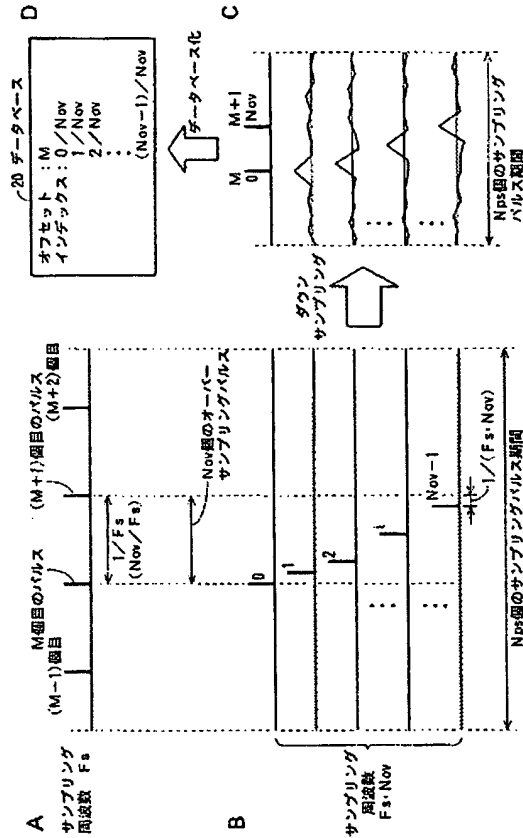 A
サンプリング
周波数 Fs
(M−1)個目
M個目のパルス
(M+1)個目のパルス
(M+2)個目
1/Fs
(Nov/Fs)
Nov個のオーバー
サンプリングパルス
B
サンプリング
周波数
Fs·Nov
0
1
2
i
Nov−1
1/(Fs·Nov)
Nps個のサンプリングパルス期間
ダウン
サンプリング
C
M
0
M+1
Nov
Nps個のサンプリング
パルス期間
データベース化
D
20 データベース
オフセット :M
インデックス:0/Nov
1/Nov
2/Nov
(Nov−1)/Nov